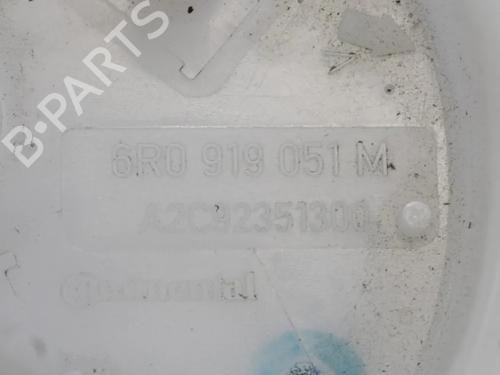 B-PARTS
6R0 919 051 M
A2C92351300
Continental